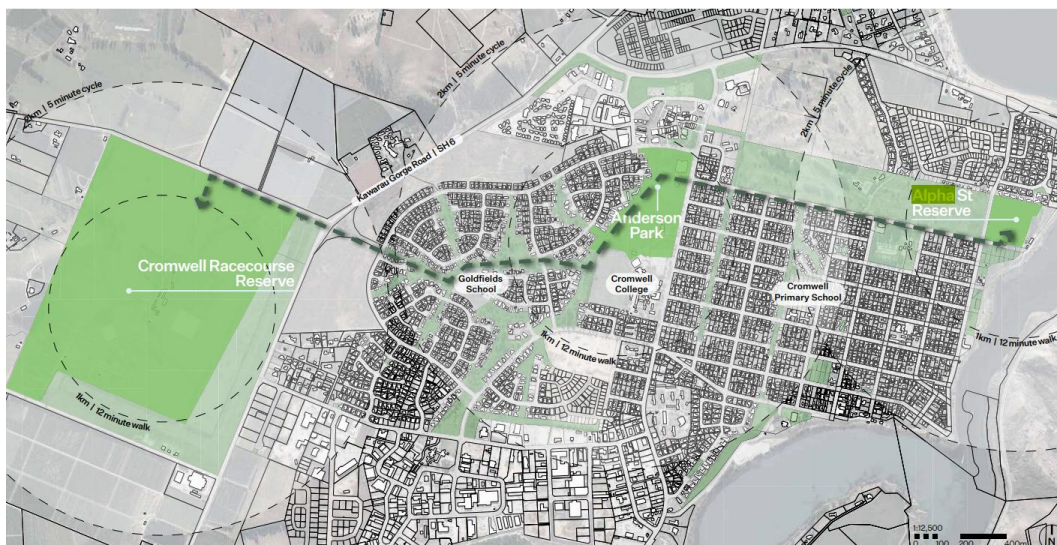 2km | 5 minute cycle
2km | 5 minute cycle
2km | 5 minute cycle
Kawarau Gorge Road | SH6
Alpha St
Reserve
Anderson
Park
Cromwell Racecourse
Reserve
Goldfields
School
Cromwell
College
Cromwell
Primary School
1km | 12 minute walk
1km | 12 minute walk
1km | 12 minute walk
1:12,500
0 100 200 400m
N